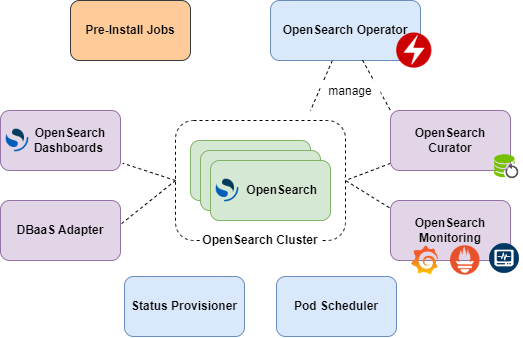 Pre-Install Jobs
OpenSearch Operator
manage
OpenSearch
Dashboards
OpenSearch
Curator
OpenSearch
DBaaS Adapter
OpenSearch
Monitoring
OpenSearch Cluster
Status Provisioner
Pod Scheduler